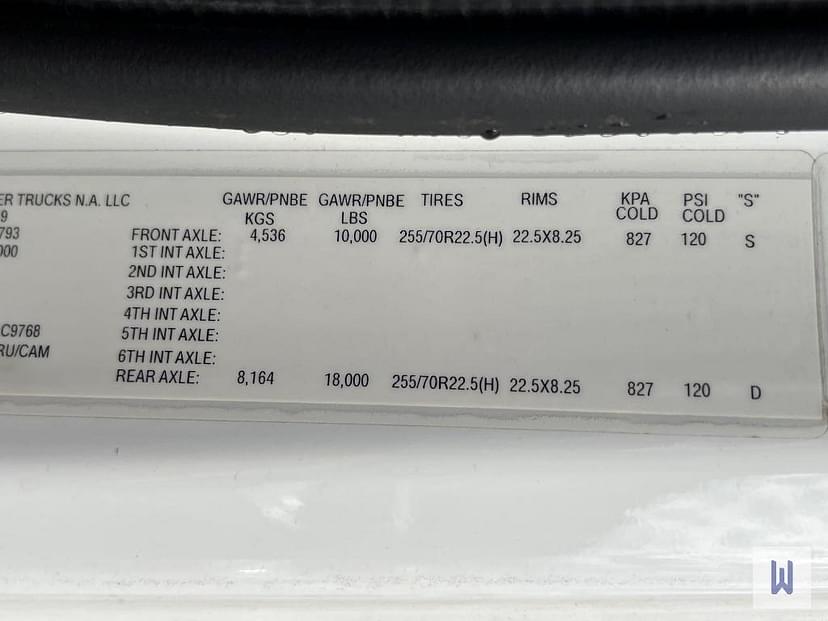 ER TRUCKS N.A. LLC GAWR/PNBE GAWR/PNBE TIRES RIMS KPA PSI "S"
9 KGS LBS COLD COLD
793 FRONT AXLE: 4,536 10,000 255/70R22.5(H) 22.5X8.25 827 120 S
000 1ST INT AXLE:
2ND INT AXLE:
3RD INT AXLE:
4TH INT AXLE:
C9768 5TH INT AXLE:
RU/CAM 6TH INT AXLE:
REAR AXLE: 8,164 18,000 255/70R22.5(H) 22.5X8.25 827 120 D
W